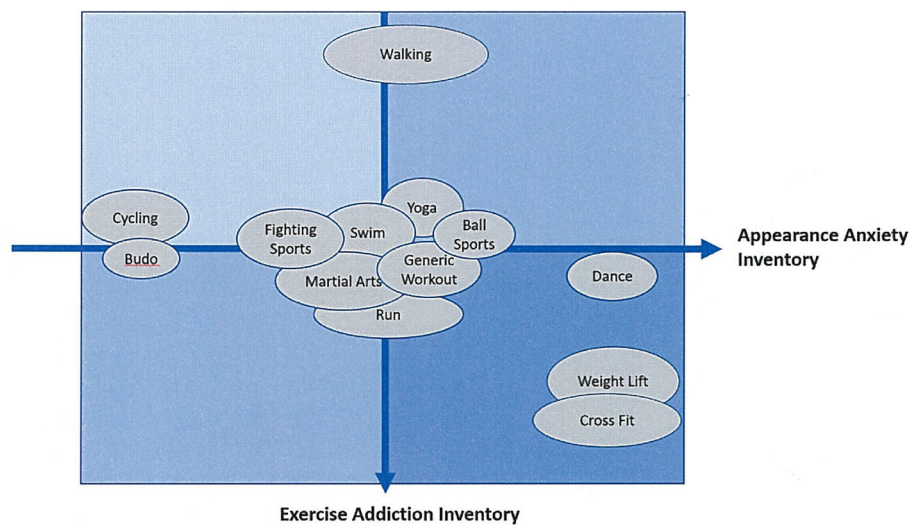 Walking
Yoga
Cycling
Fighting
Sports
Swim
Ball
Sports
Appearance Anxiety
Inventory
Budo
Generic
Workout
Martial Arts
Dance
Run
Weight Lift
Cross Fit
Exercise Addiction Inventory